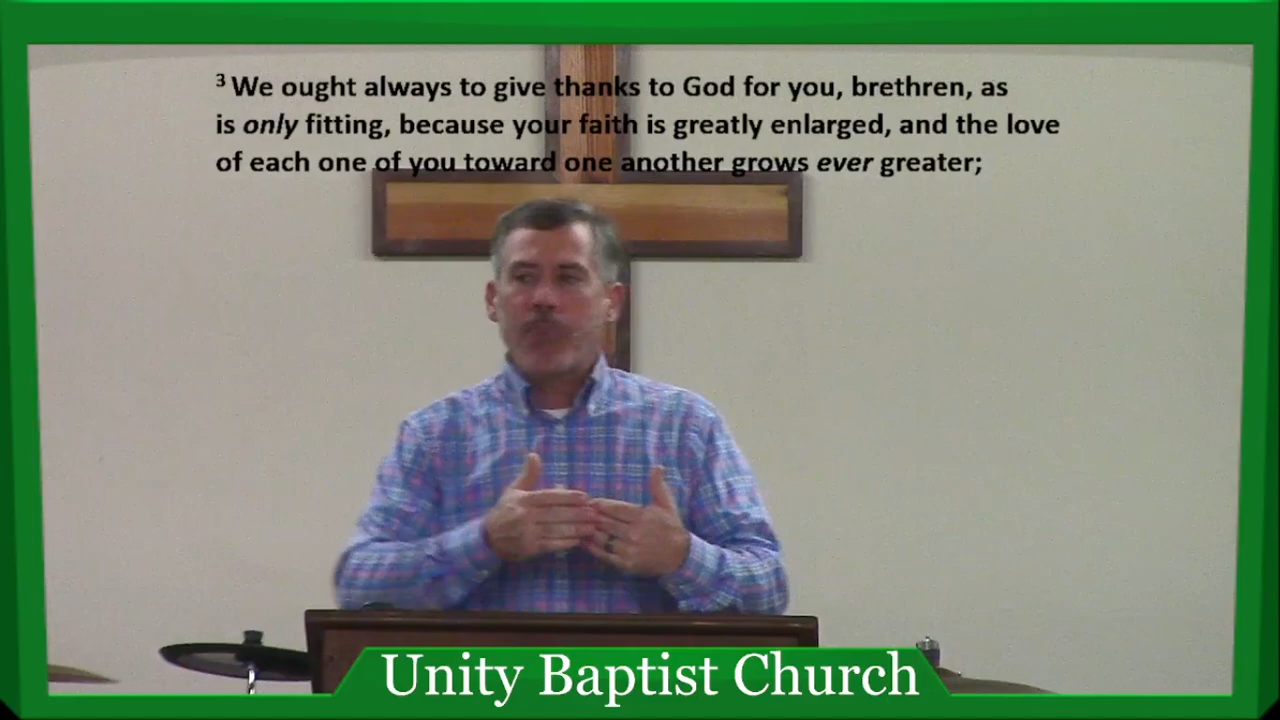 3 We ought always to give thanks to God for you, brethren, as
is only fitting, because your faith is greatly enlarged, and the love
of each one of you toward one another grows ever greater;
Unity Baptist Church